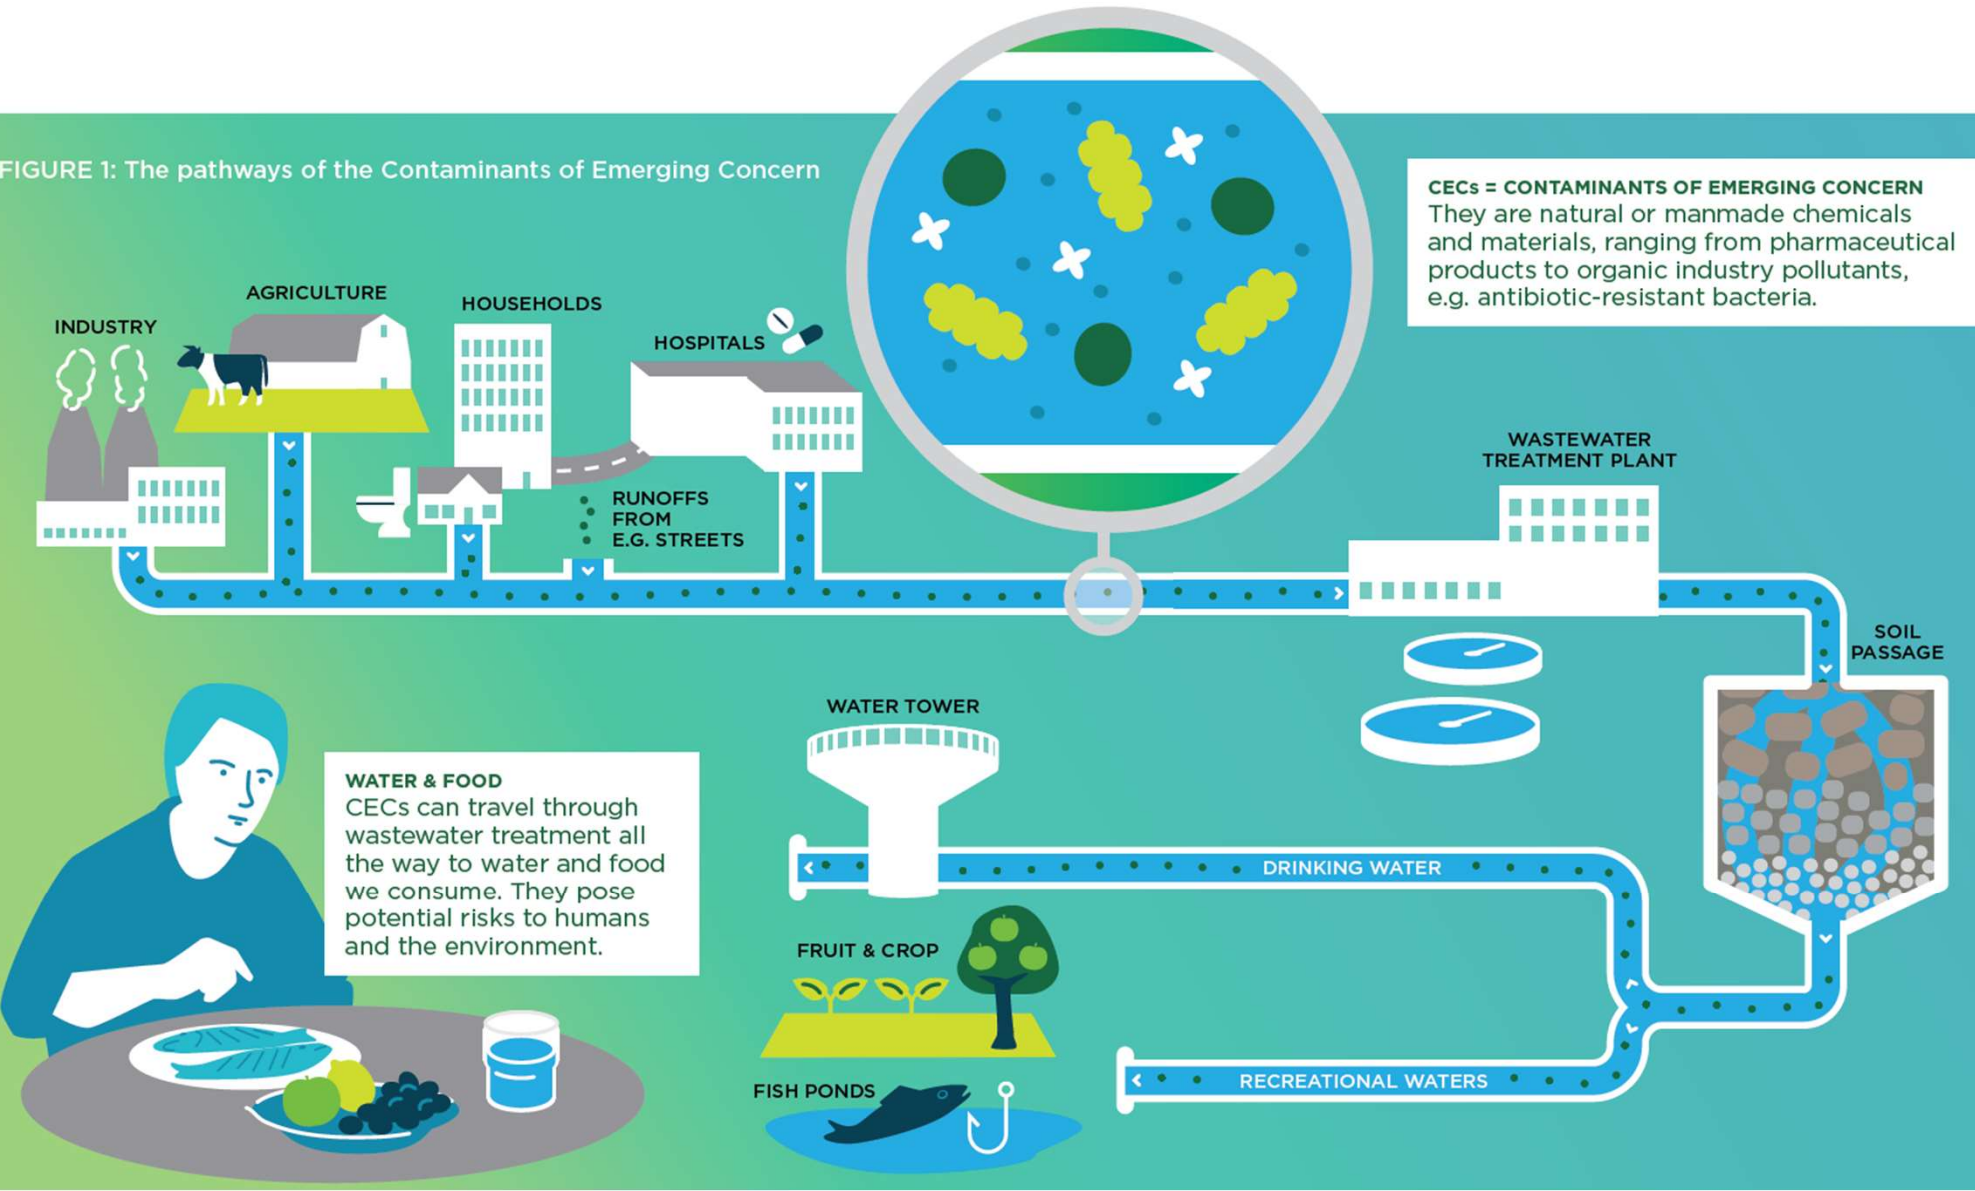 FIGURE 1: The pathways of the Contaminants of Emerging Concern
CECs = CONTAMINANTS OF EMERGING CONCERN
They are natural or manmade chemicals
and materials, ranging from pharmaceutical
products to organic industry pollutants,
e.g. antibiotic-resistant bacteria.
INDUSTRY
AGRICULTURE
HOUSEHOLDS
HOSPITALS
RUNOFFS
FROM
E.G. STREETS
WASTEWATER
TREATMENT PLANT
SOIL
PASSAGE
WATER TOWER
DRINKING WATER
WATER & FOOD
CECs can travel through
wastewater treatment all
the way to water and food
we consume. They pose
potential risks to humans
and the environment.
FRUIT & CROP
RECREATIONAL WATERS
FISH PONDS